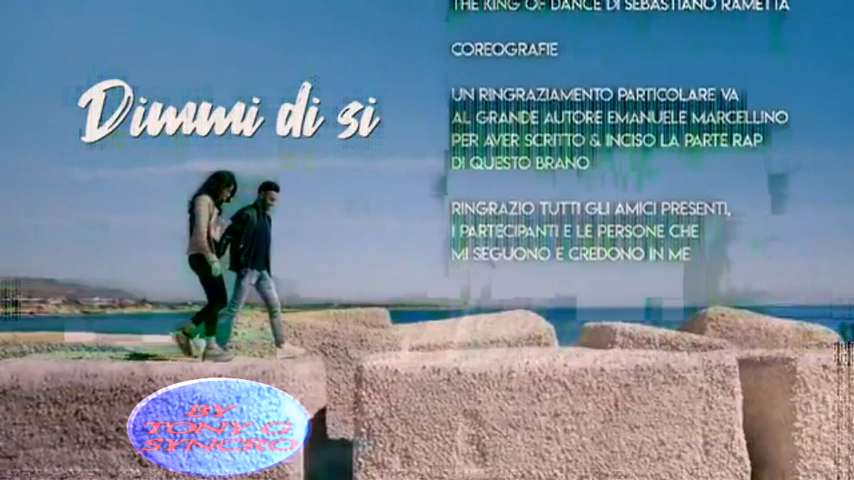 THE KING OF DANCE DI SEBASTIANO RAMETTA
COREOGRAFIE
Dimmi di si
UN RINGRAZIAMENTO PARTICOLARE VA
AL GRANDE AUTORE EMANUELE MARCELLINO
PER AVER SCRITTO & INCISO LA PARTE RAP
DI QUESTO BRANO
RINGRAZIO TUTTI GLI AMICI PRESENTI,
I PARTECIPANTI E LE PERSONE CHE
MI SEGUONO E CREDONO IN ME
BY
TONY G
SYNCRO